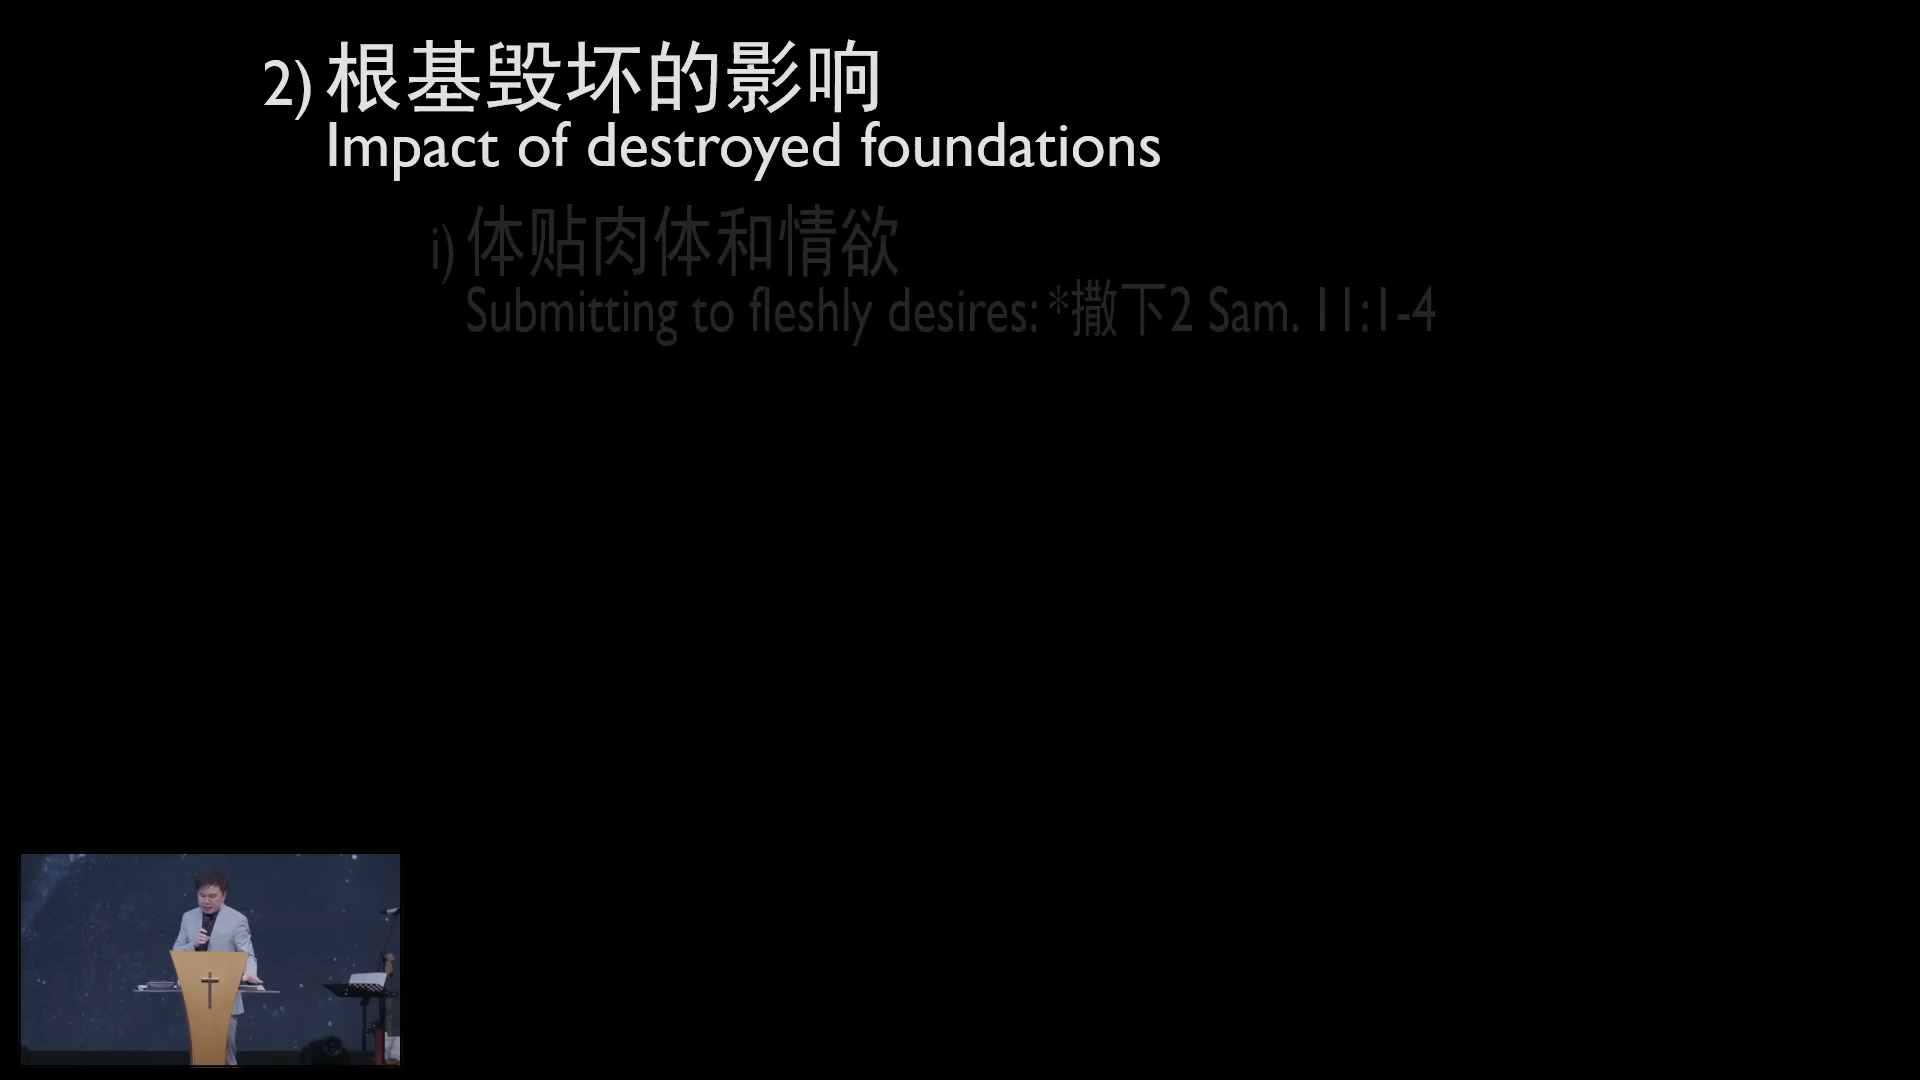 2) 根基毁坏的影响
Impact of destroyed foundations
i) 体贴肉体和情欲
Submitting to fleshly desires: *撒下2 Sam. 11:1-4